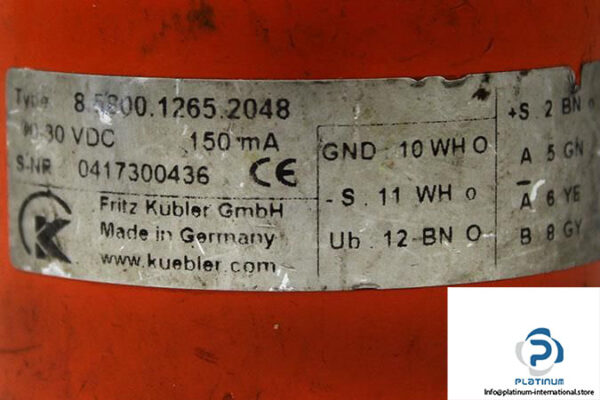 Type 8.5800.1265.2048
10-30 VDC 150 mA
S-NR 0417300436 CE
Fritz Kübler GmbH
Made in Germany
www.kuebler.com
GND 10 WH O
- S . 11 WH o
Ub . 12 BN O
+S . 2 BN o
A 5 GN
A̅ 6 YE
B 8 GY
K
P
PLATINUM
https://platinum-international.store